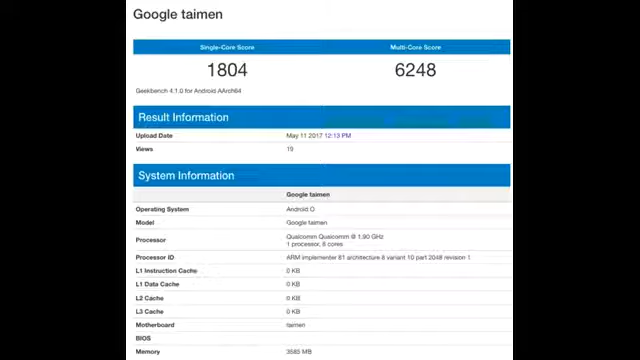 Google taimen
Single-Core Score Multi-Core Score
1804 6248
Geekbench 4.1.0 for Android AArch64
Result Information
Upload Date May 11 2017 12:13 PM
Views 19
System Information
Google taimen
Operating System Android O
Model Google taimen
Processor Qualcomm Qualcomm @ 1.90 GHz
1 processor, 8 cores
Processor ID ARM implementer 81 architecture 8 variant 10 part 2048 revision 1
L1 Instruction Cache 0 KB
L1 Data Cache 0 KB
L2 Cache 0 KB
L3 Cache 0 KB
Motherboard taimen
BIOS
Memory 3585 MB